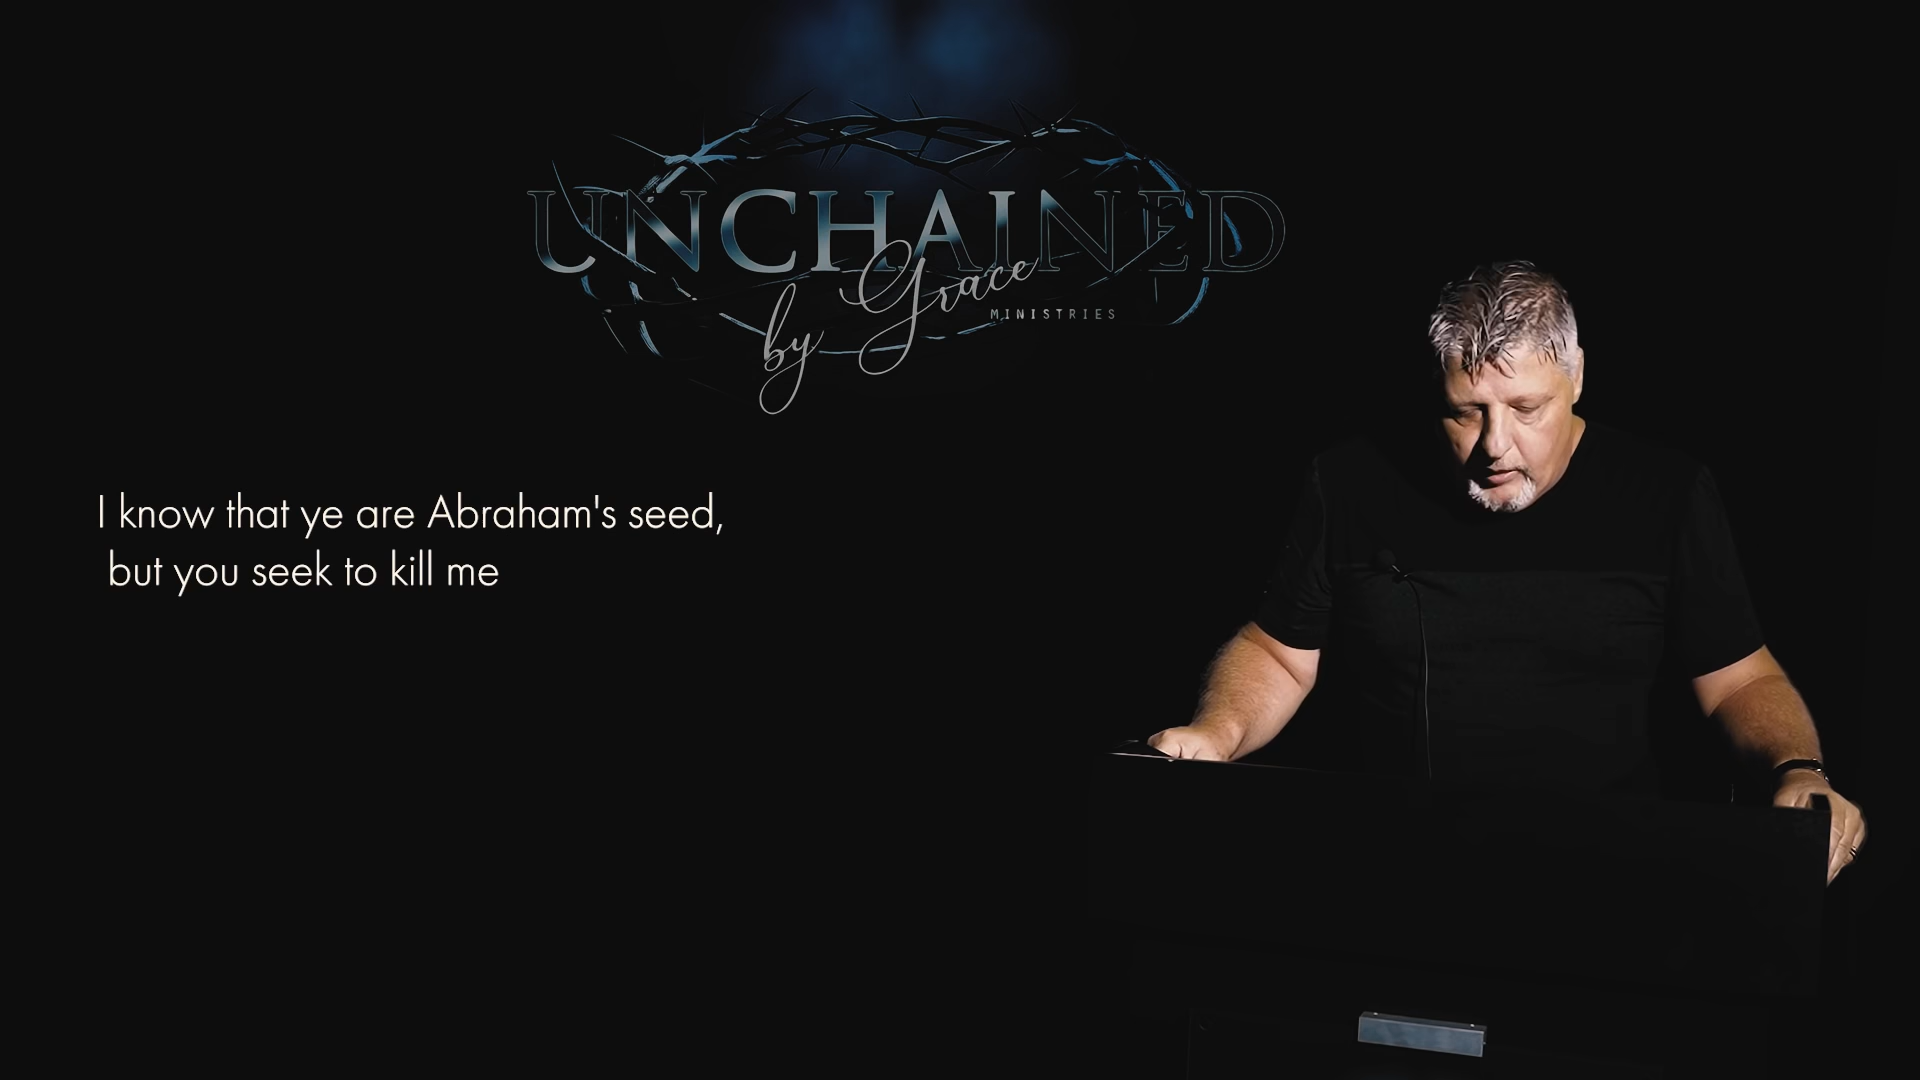 UNCHAINED
by Grace
MINISTRIES
I know that ye are Abraham's seed,
but you seek to kill me